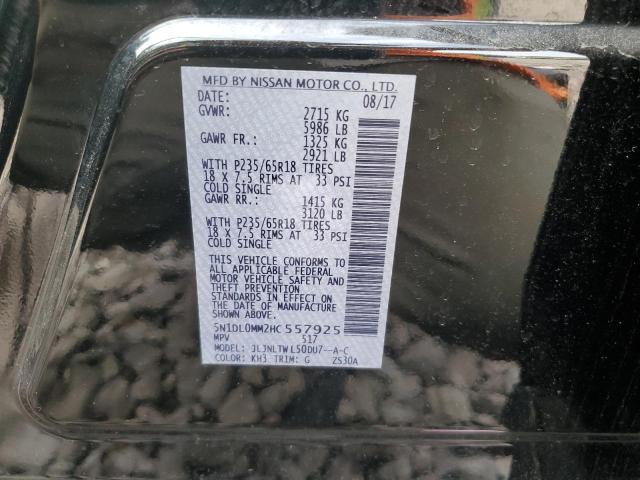 MFD BY NISSAN MOTOR CO., LTD.
DATE: 08/17
GVWR: 2715 KG
5986 LB
GAWR FR.: 1325 KG
2921 LB
WITH P235/65R18 TIRES
18 X 7.5 RIMS AT 33 PSI
COLD SINGLE
GAWR RR.: 1415 KG
3120 LB
WITH P235/65R18 TIRES
18 X 7.5 RIMS AT 33 PSI
COLD SINGLE
THIS VEHICLE CONFORMS TO
ALL APPLICABLE FEDERAL
MOTOR VEHICLE SAFETY
AND THEFT PREVENTION
STANDARDS IN EFFECT ON
THE DATE OF MANUFACTURE
SHOWN ABOVE.
5N1DL0MM2HC557925
MPV 517
MODEL: JLJNLTWL50DU7--A-C
COLOR: KH3 TRIM: G ZS30A